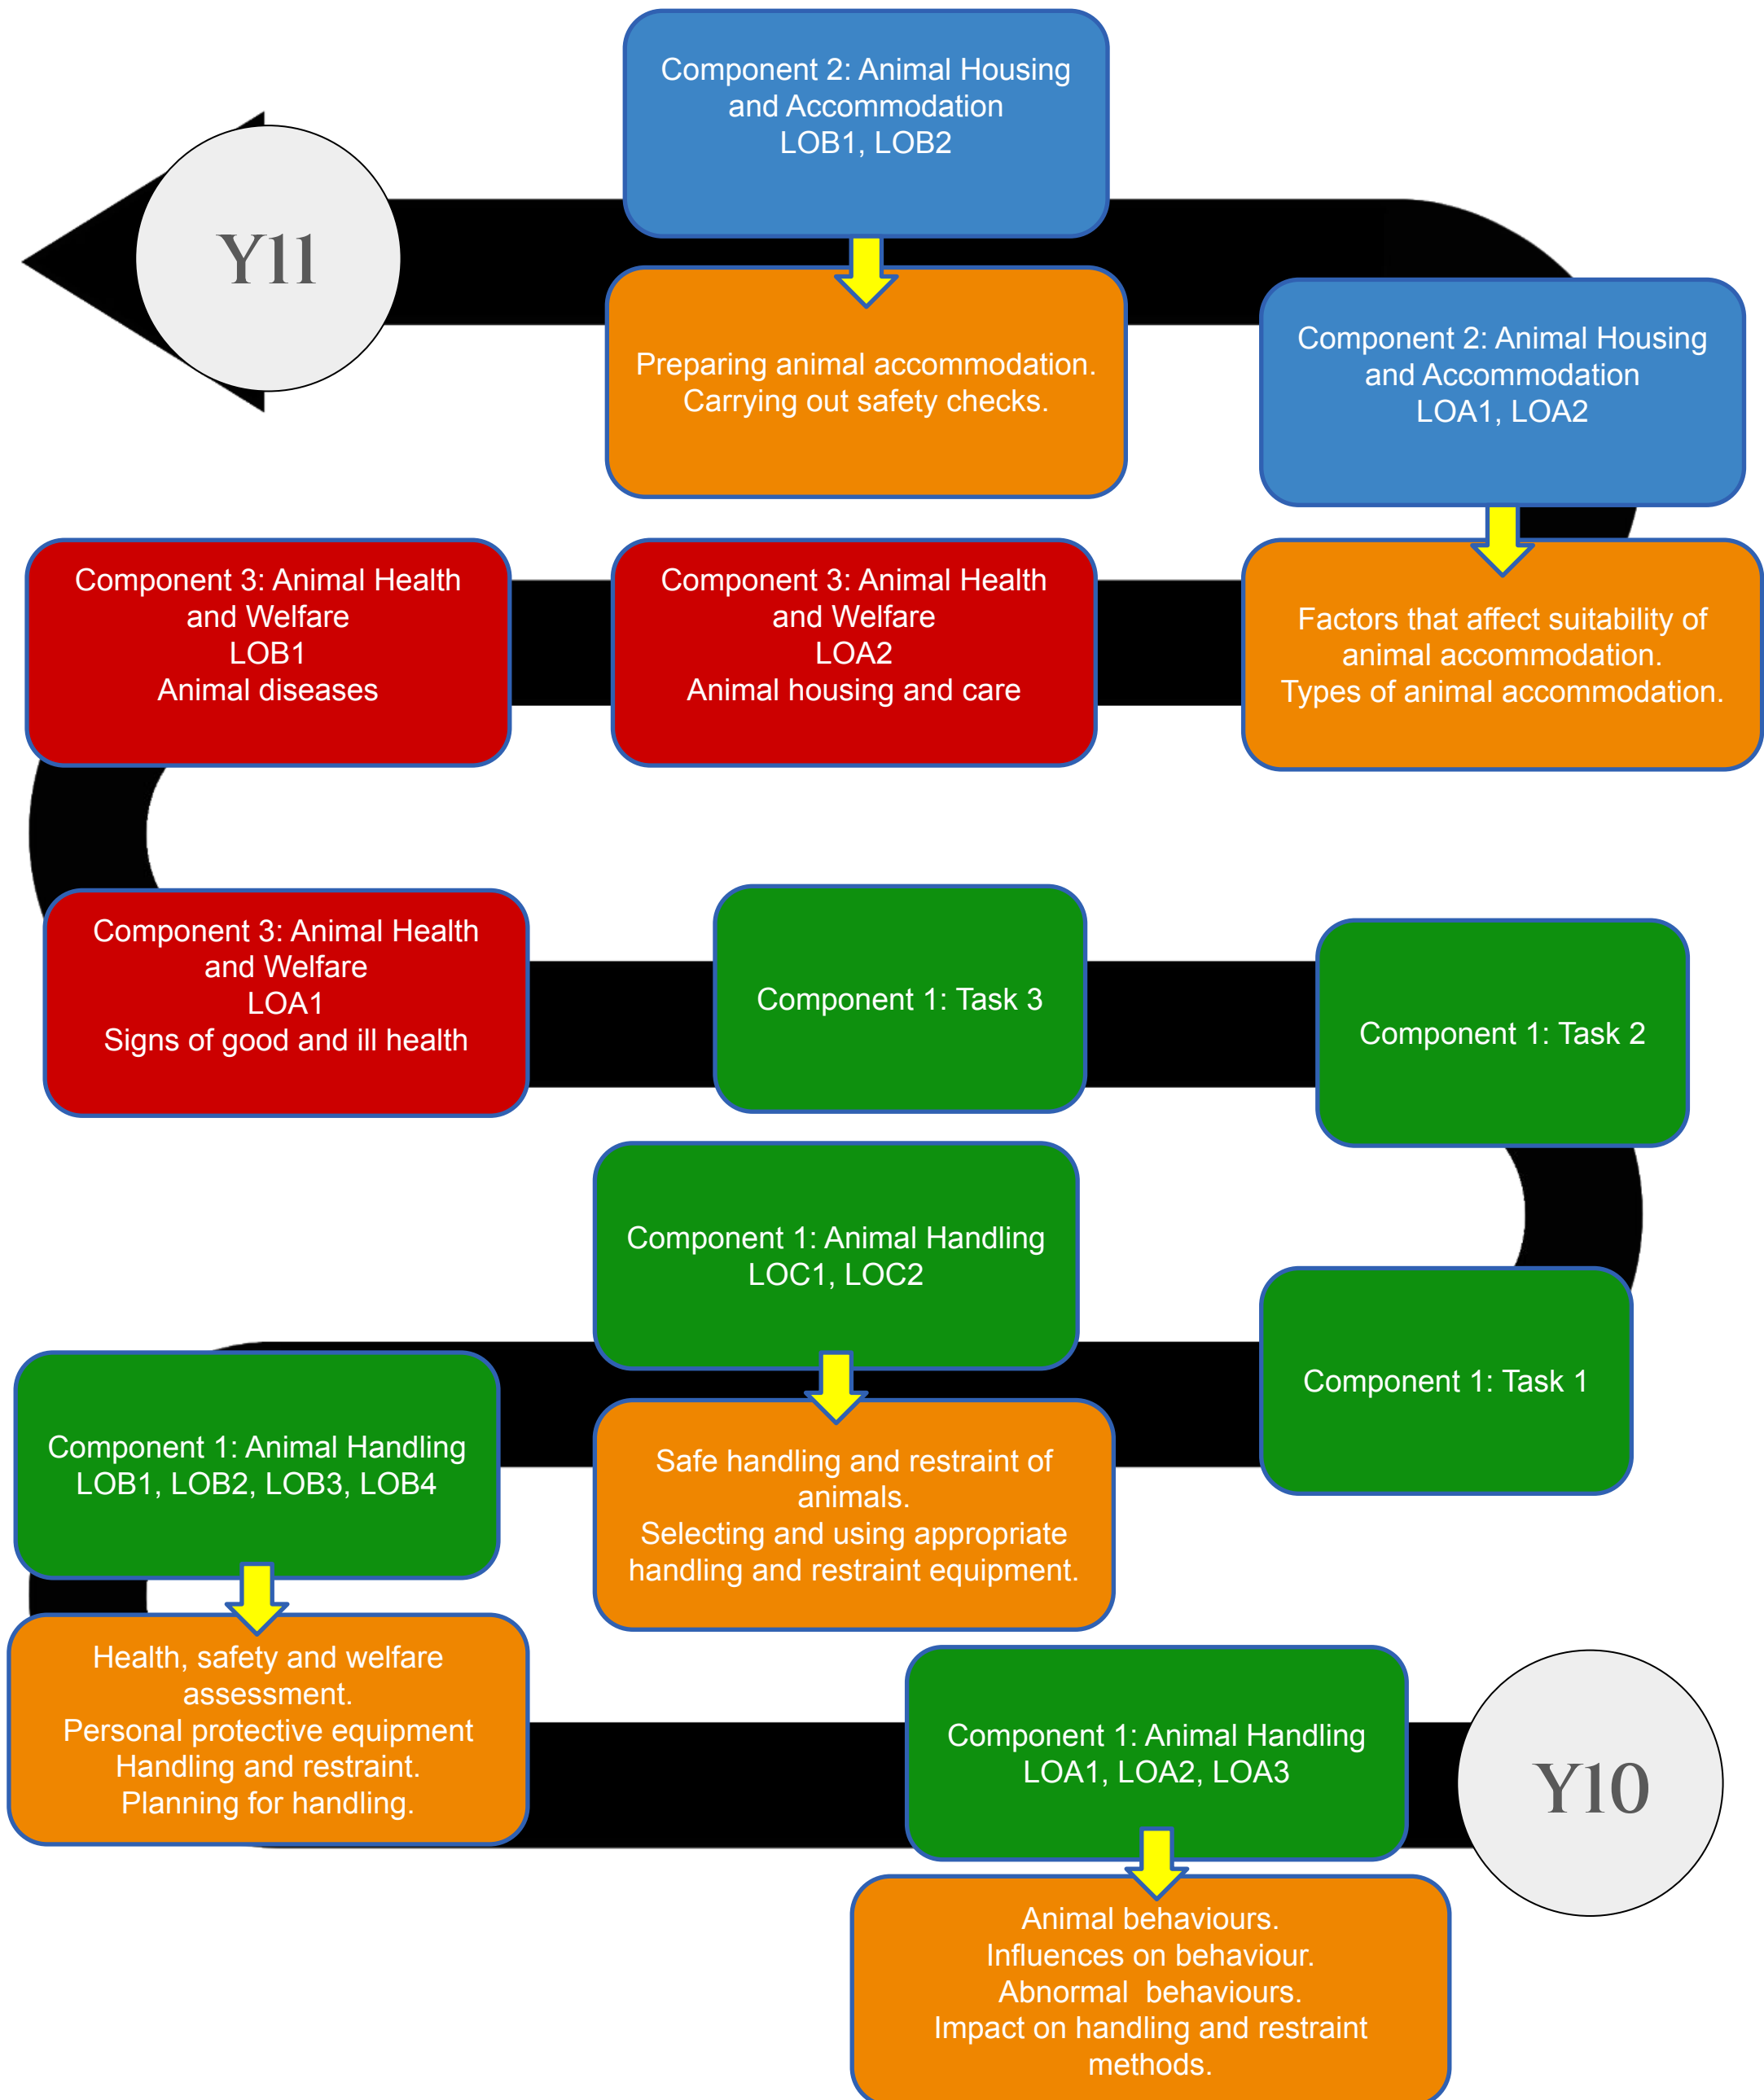 Component 2: Animal Housing
and Accommodation
LOB1, LOB2
Y11
Preparing animal accommodation.
Carrying out safety checks.
Component 2: Animal Housing
and Accommodation
LOA1, LOA2
Component 3: Animal Health
and Welfare
LOB1
Animal diseases
Component 3: Animal Health
and Welfare
LOA2
Animal housing and care
Factors that affect suitability of
animal accommodation.
Types of animal accommodation.
Component 3: Animal Health
and Welfare
LOA1
Signs of good and ill health
Component 1: Task 3
Component 1: Task 2
Component 1: Animal Handling
LOC1, LOC2
Component 1: Task 1
Component 1: Animal Handling
LOB1, LOB2, LOB3, LOB4
Safe handling and restraint of
animals.
Selecting and using appropriate
handling and restraint equipment.
Health, safety and welfare
assessment.
Personal protective equipment
Handling and restraint.
Planning for handling.
Component 1: Animal Handling
LOA1, LOA2, LOA3
Y10
Animal behaviours.
Influences on behaviour.
Abnormal  behaviours.
Impact on handling and restraint
methods.